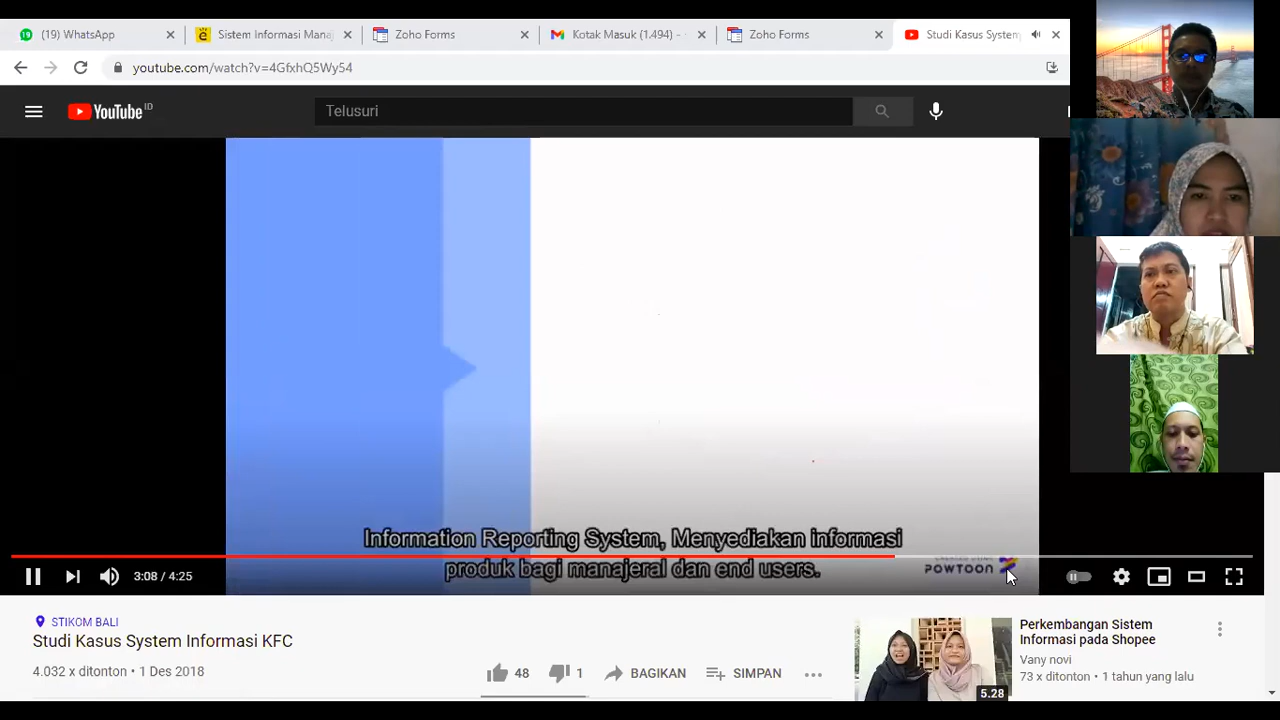 (19) WhatsApp
Sistem Informasi Manaj
Zoho Forms
Kotak Masuk (1.494) -
Zoho Forms
Studi Kasus System
youtube.com/watch?v=4GfxhQ5Wy54
YouTube ID
Telusuri
Information Reporting System, Menyediakan informasi
produk bagi manajeral dan end users.
POWTOON
3:08 / 4:25
STIKOM BALI
Studi Kasus System Informasi KFC
4.032 x ditonton • 1 Des 2018
48
1
BAGIKAN
SIMPAN
5.28
Perkembangan Sistem
Informasi pada Shopee
Vany novi
73 x ditonton • 1 tahun yang lalu